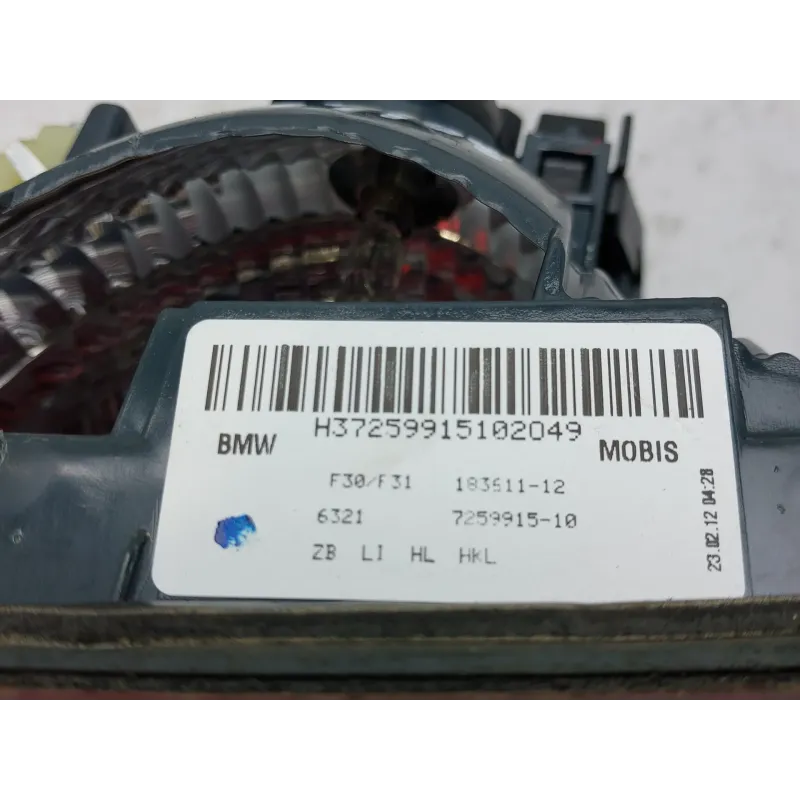 H37259915102049
BMW MOBIS
F30/F31 183611-12
6321 7259915-10
ZB LI HL HKL
23.02.12 04:28